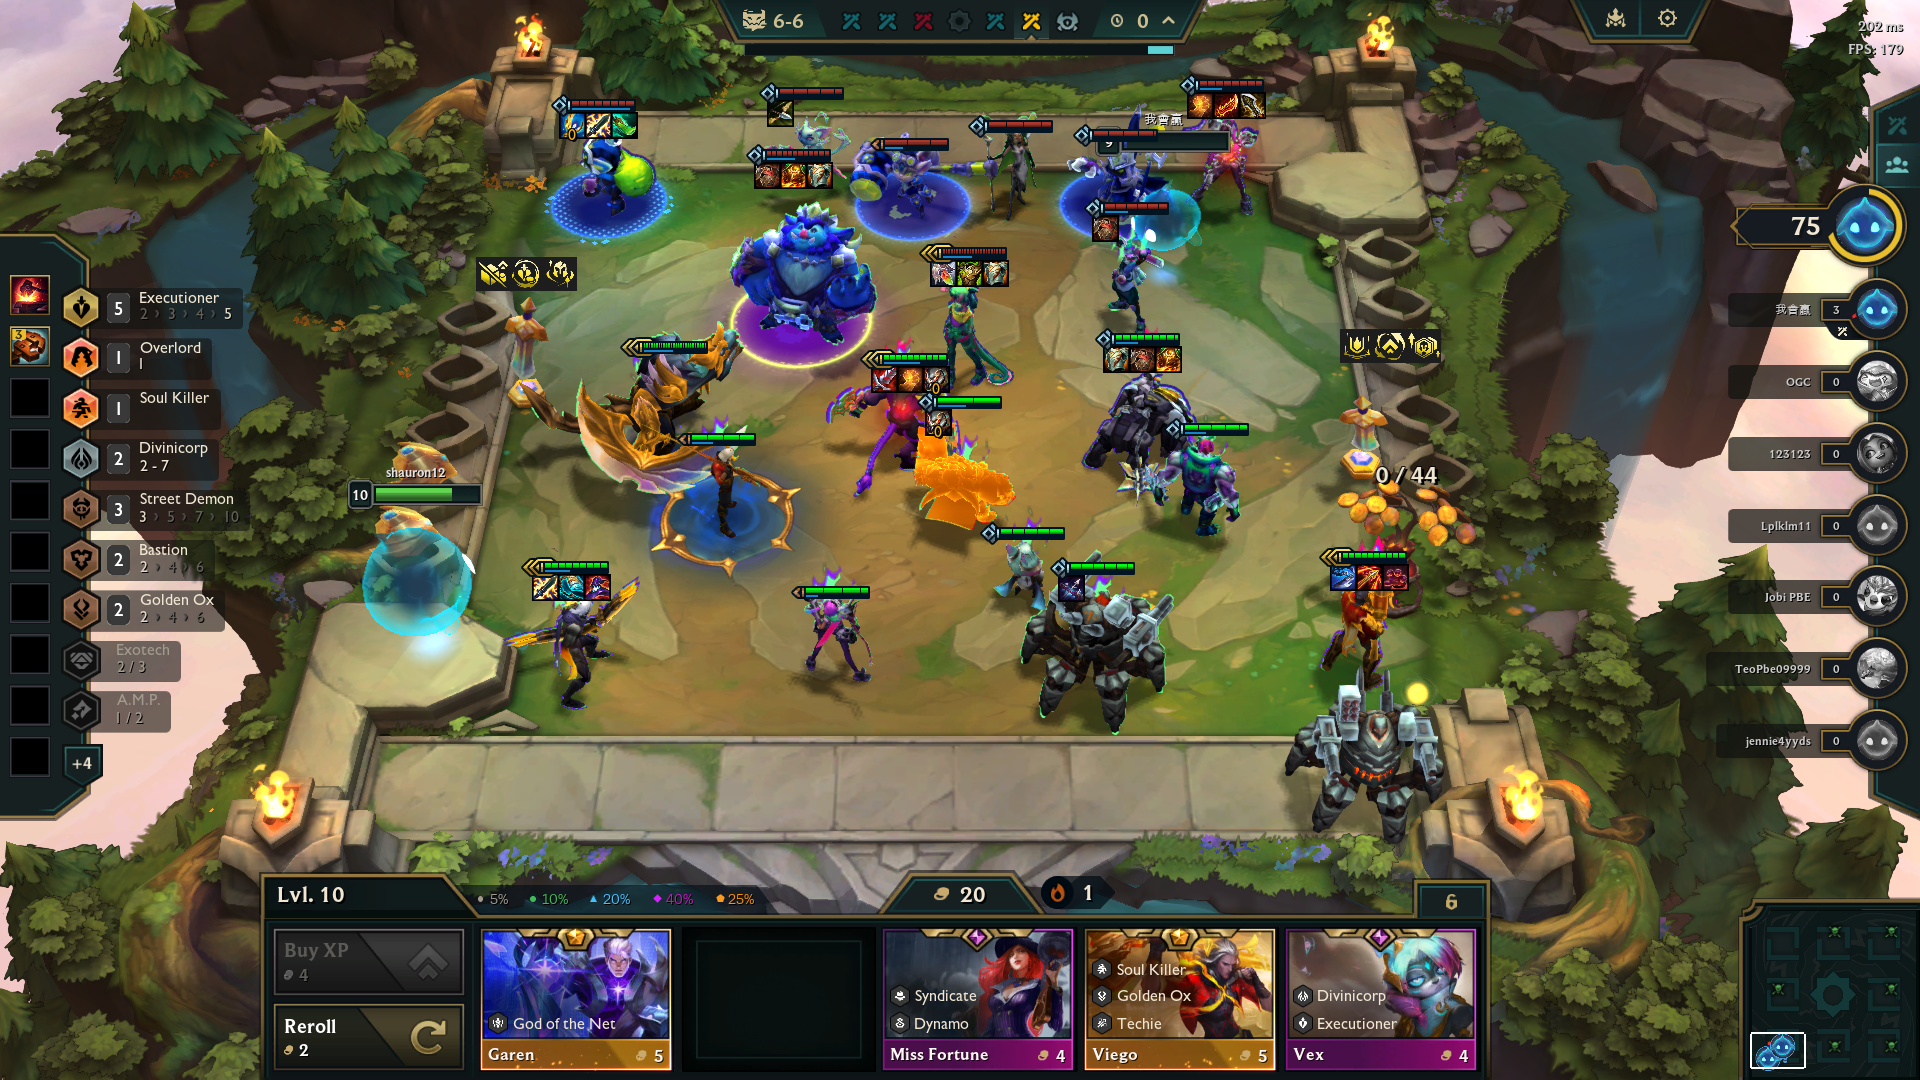 6-6
0
202 ms
FPS: 179
我會贏
9
75
Executioner
5
2 › 3 › 4 › 5
Overlord
1
1
Soul Killer
1
Divinicorp
2
2 - 7
Street Demon
3
3 › 5 › 7 › 10
Bastion
2
2 › 4 › 6
Golden Ox
2
2 › 4 › 6
Exotech
2 / 3
A.M.P.
1 / 2
+4
3
shauron12
10
0 / 44
我會贏
3
OGC
0
123123
0
Lplklm11
0
Jobi PBE
0
TeoPbe09999
0
jennie4yyds
0
Lvl. 10
5%
10%
20%
40%
25%
20
1
6
Buy XP
4
Reroll
2
God of the Net
Garen
5
Syndicate
Dynamo
Miss Fortune
4
Soul Killer
Golden Ox
Techie
Viego
5
Divinicorp
Executioner
Vex
4